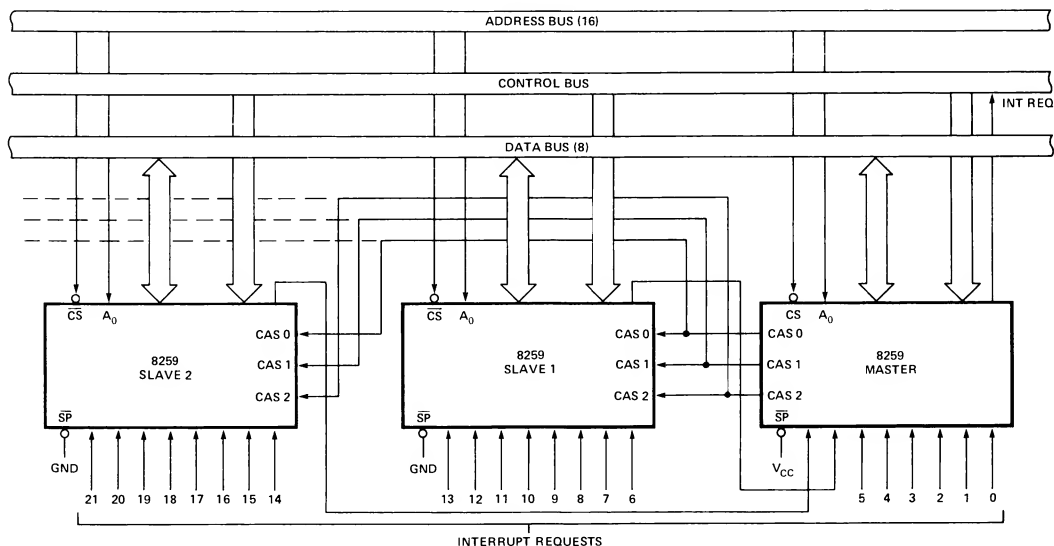 ADDRESS BUS (16)
CONTROL BUS
INT REQ
DATA BUS (8)
CS A0
CAS 0
8259
SLAVE 2
CAS 1
CAS 2
SP
GND
21 20 19 18 17 16 15 14
CS A0
CAS 0
8259
SLAVE 1
CAS 1
CAS 2
SP
GND
13 12 11 10 9 8 7 6
CS A0
CAS 0
8259
MASTER
CAS 1
CAS 2
SP
VCC
5 4 3 2 1 0
INTERRUPT REQUESTS